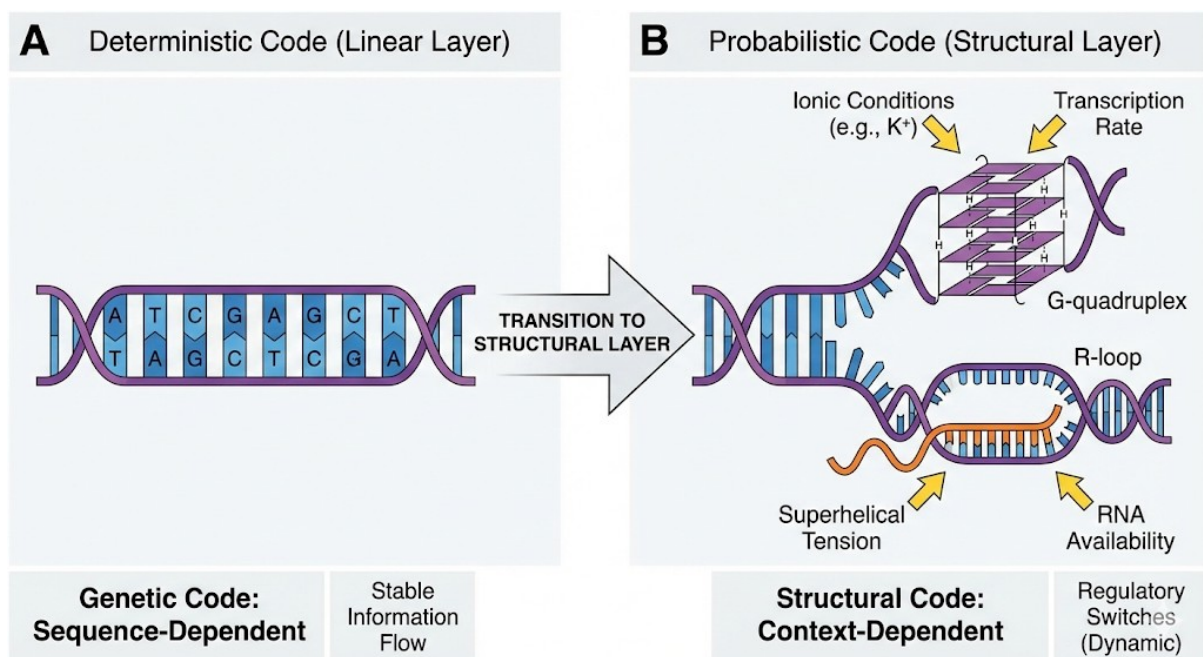 A Deterministic Code (Linear Layer)
A T C G A G C T
T A G C T C G A
Genetic Code:
Sequence-Dependent
Stable
Information
Flow
TRANSITION TO
STRUCTURAL LAYER
B Probabilistic Code (Structural Layer)
Ionic Conditions
(e.g., K⁺)
Transcription
Rate
H
H
H
H
H
H
H
H
H
G-quadruplex
R-loop
Superhelical
Tension
RNA
Availability
Structural Code:
Context-Dependent
Regulatory
Switches
(Dynamic)